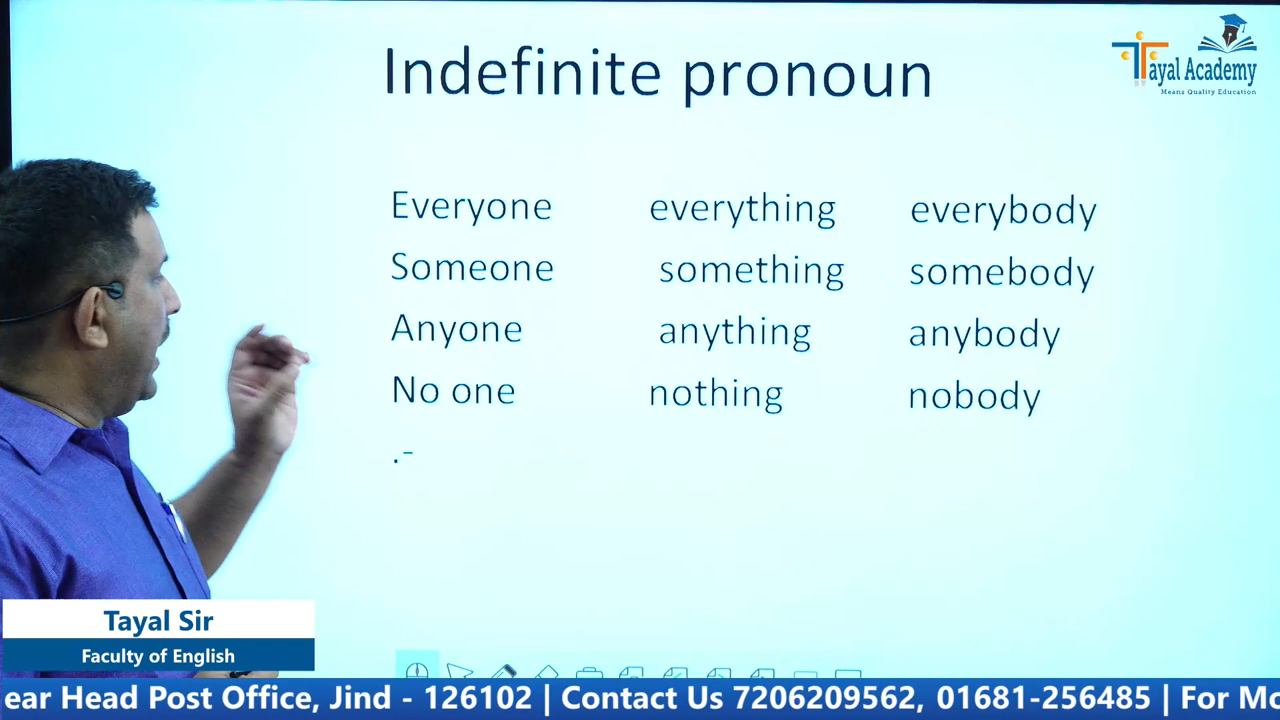 Indefinite pronoun
Tayal Academy
Means Quality Education
Everyone everything everybody
Someone something somebody
Anyone anything anybody
No one nothing nobody
.-
Tayal Sir
Faculty of English
ear Head Post Office, Jind - 126102 | Contact Us 7206209562, 01681-256485 | For Mo